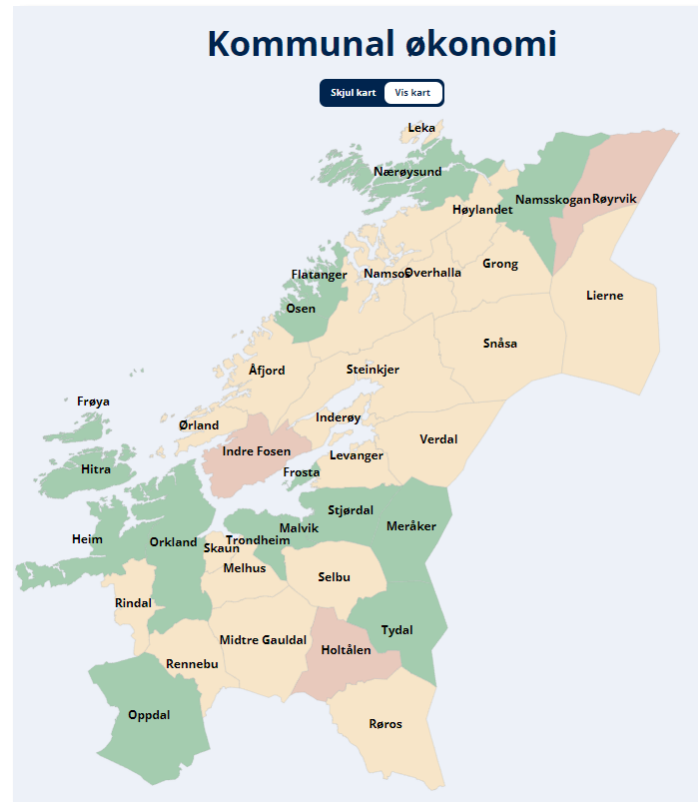 Kommunal økonomi
Skjul kart Vis kart
Leka
Nærøysund
Namsskogan Røyrvik
Høylandet
Grong
Flatanger
Namsos Overhalla
Lierne
Osen
Snåsa
Åfjord
Steinkjer
Frøya
Inderøy
Ørland
Verdal
Indre Fosen
Levanger
Hitra
Frosta
Stjørdal
Malvik
Meråker
Heim
Orkland
Trondheim
Skaun
Melhus
Selbu
Rindal
Tydal
Midtre Gauldal
Holtålen
Rennebu
Oppdal
Røros